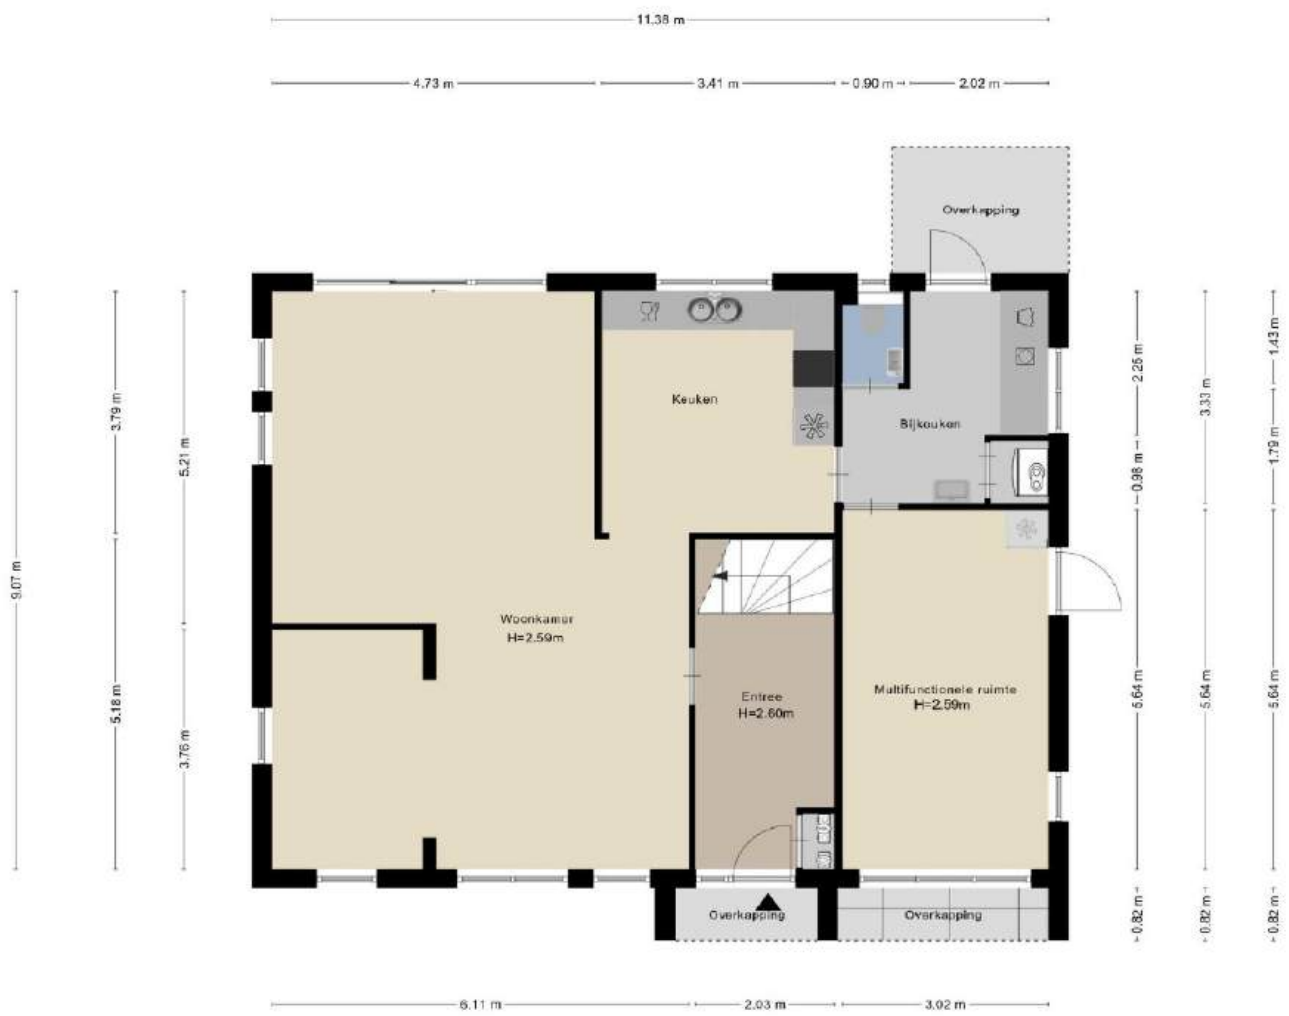 11.38 m
4.73 m
3.41 m
0.90 m
2.02 m
Overkapping
Keuken
Bijkeuken
Woonkamer
H=2.59m
Entree
H=2.60m
Multifunctionele ruimte
H=2.59m
Overkapping
Overkapping
9.07 m
3.79 m
5.18 m
5.21 m
3.76 m
2.25 m
0.98 m
5.64 m
0.82 m
3.33 m
5.64 m
0.82 m
1.43 m
1.79 m
5.64 m
0.82 m
6.11 m
2.03 m
3.02 m